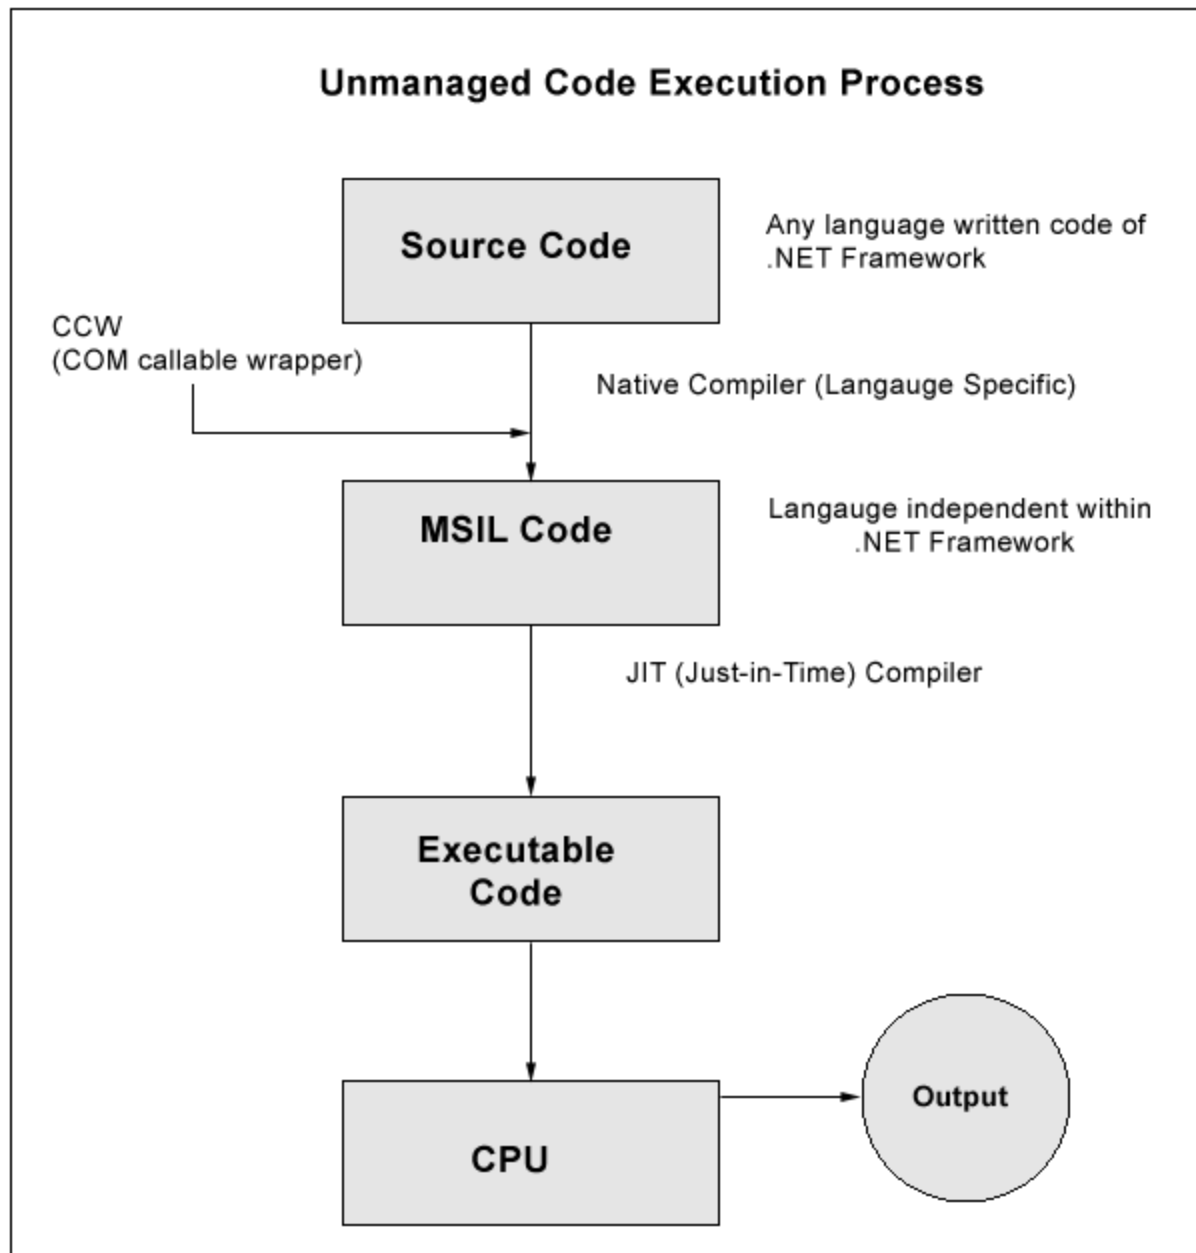 Unmanaged Code Execution Process
Source Code
Any language written code of
.NET Framework
CCW
(COM callable wrapper)
Native Compiler (Langauge Specific)
MSIL Code
Langauge independent within
.NET Framework
JIT (Just-in-Time) Compiler
Executable
Code
CPU
Output